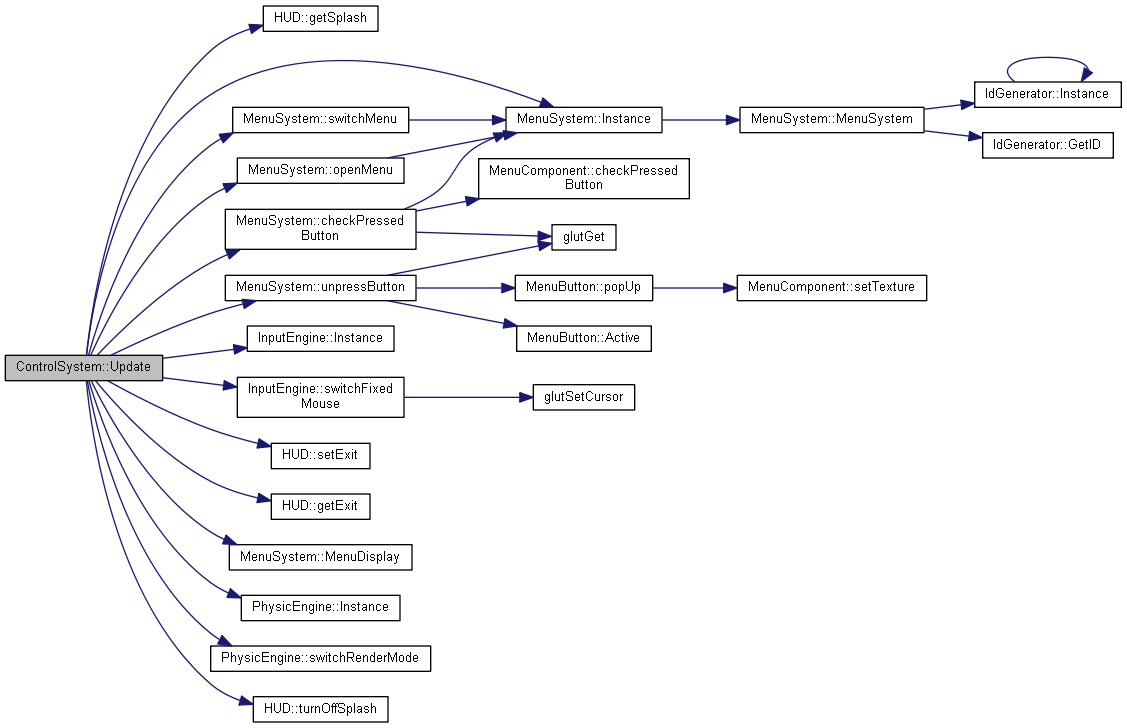 ControlSystem::Update
HUD::getSplash
MenuSystem::switchMenu
MenuSystem::openMenu
MenuSystem::checkPressed
Button
MenuSystem::unpressButton
InputEngine::Instance
InputEngine::switchFixed
Mouse
HUD::setExit
HUD::getExit
MenuSystem::MenuDisplay
PhysicEngine::Instance
PhysicEngine::switchRenderMode
HUD::turnOffSplash
MenuSystem::Instance
MenuComponent::checkPressed
Button
glutGet
MenuButton::popUp
MenuButton::Active
glutSetCursor
MenuSystem::MenuSystem
MenuComponent::setTexture
IdGenerator::Instance
IdGenerator::GetID